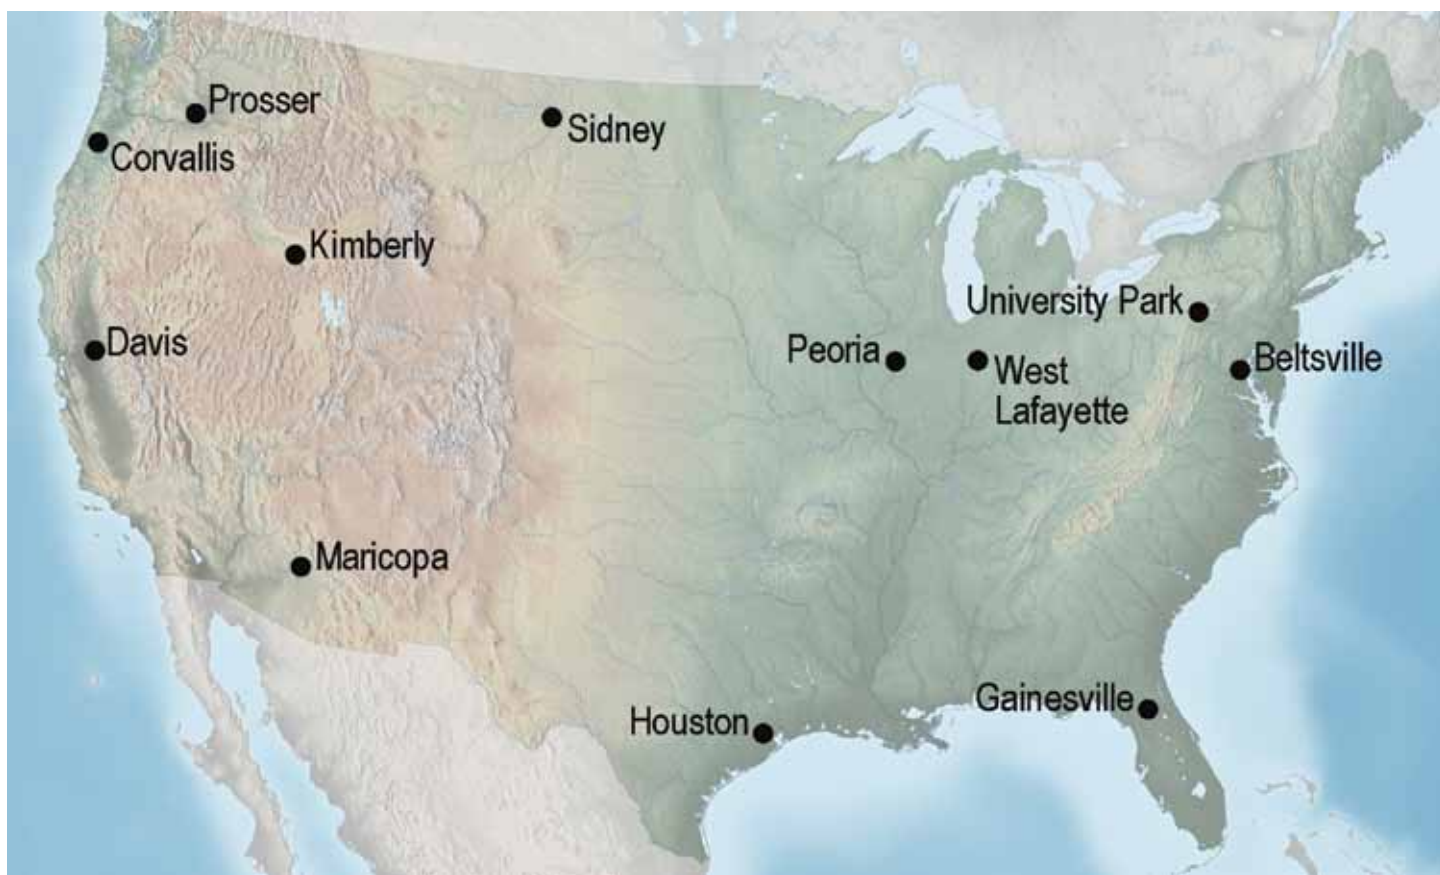 Prosser
Sidney
Corvallis
Kimberly
University Park
Davis
Peoria
West
Lafayette
Beltsville
Maricopa
Gainesville
Houston